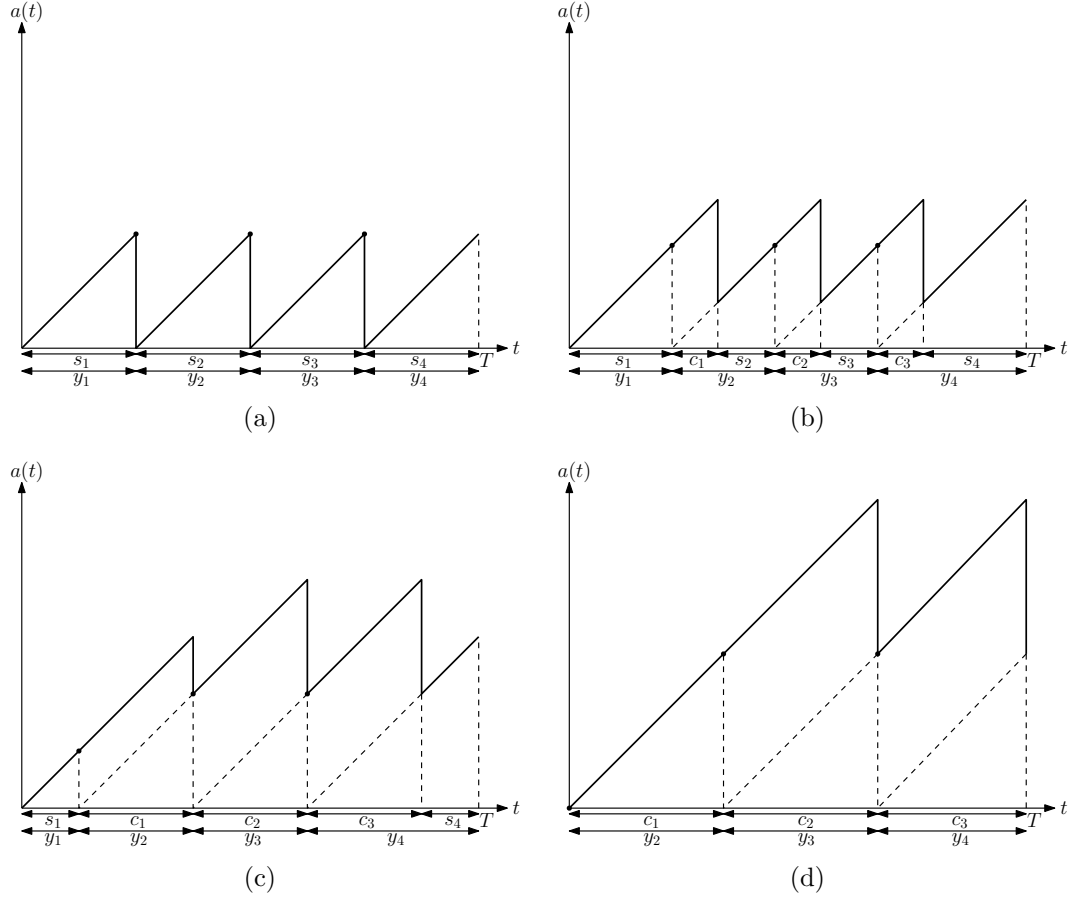 a(t)
s₁ s₂ s₃ s₄ T t
y₁ y₂ y₃ y₄
(a)
a(t)
s₁ c₁ s₂ c₂ s₃ c₃ s₄ T t
y₁ y₂ y₃ y₄
(b)
a(t)
s₁ c₁ c₂ c₃ s₄ T t
y₁ y₂ y₃ y₄
(c)
a(t)
c₁ c₂ c₃ T t
y₂ y₃ y₄
(d)